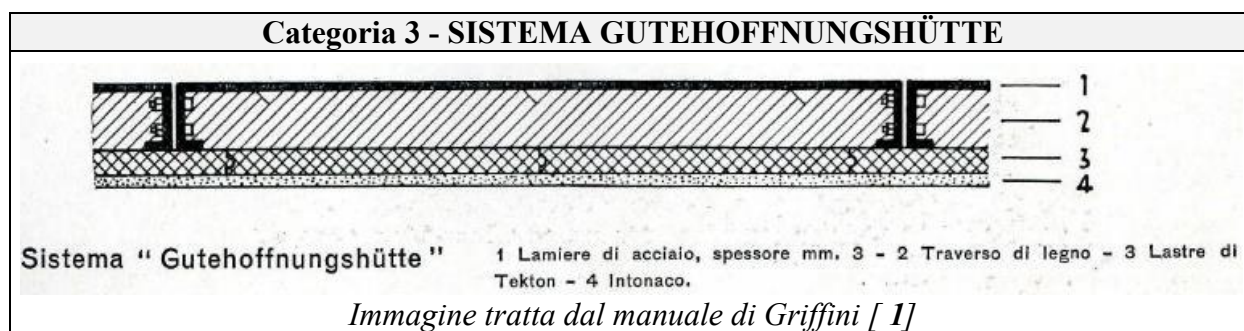 Categoria 3 - SISTEMA GUTEHOFFNUNGSHÜTTE
1
2
3
4
Sistema “ Gutehoffnungshütte ” 1 Lamiere di acciaio, spessore mm. 3 - 2 Traverso di legno - 3 Lastre di
Tekton - 4 Intonaco.
Immagine tratta dal manuale di Griffini [ 1]